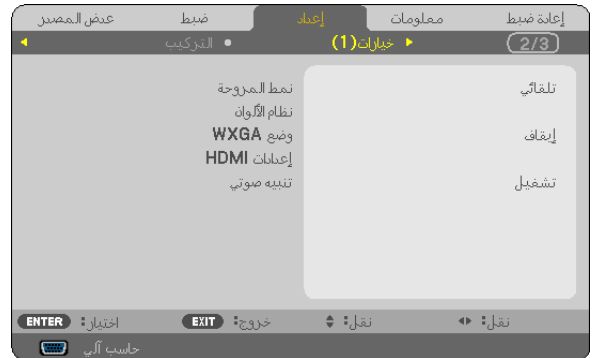 عرض المصدر ضبط إعداد معلومات إعادة ضبط
التركيب خيارات(1) 2/3
نمط المروحة تلقائي
نظام الألوان
وضع WXGA إيقاف
إعدادات HDMI
تنبيه صوتي تشغيل
ENTER :اختيار EXIT :خروج نقل: نقل:
حاسب آلي